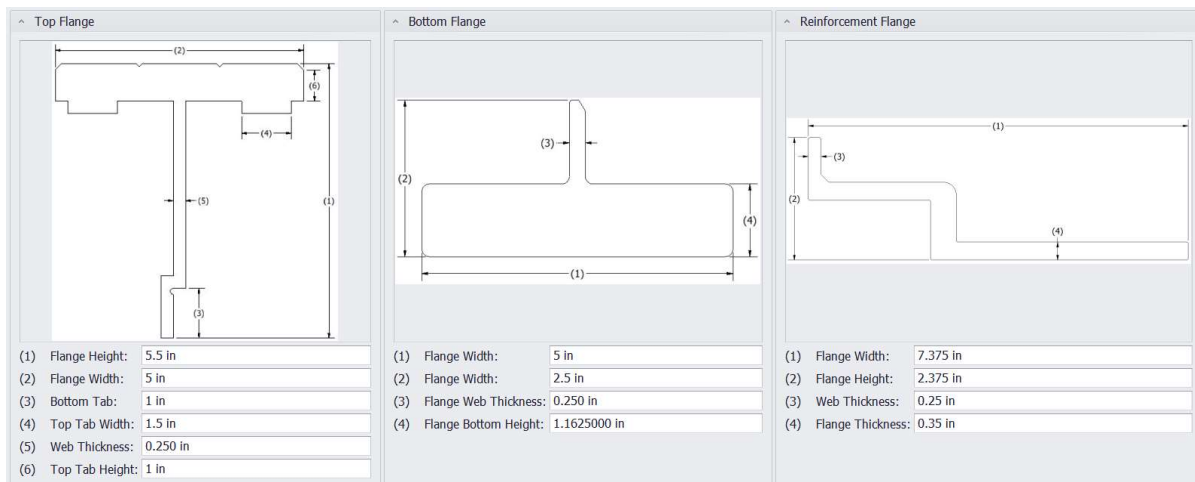 Top Flange
(2)
(6)
(4)
(5)
(1)
(3)
(1) Flange Height: 5.5 in
(2) Flange Width: 5 in
(3) Bottom Tab: 1 in
(4) Top Tab Width: 1.5 in
(5) Web Thickness: 0.250 in
(6) Top Tab Height: 1 in
Bottom Flange
(3)
(2)
(4)
(1)
(1) Flange Width: 5 in
(2) Flange Width: 2.5 in
(3) Flange Web Thickness: 0.250 in
(4) Flange Bottom Height: 1.1625000 in
Reinforcement Flange
(1)
(3)
(2)
(4)
(1) Flange Width: 7.375 in
(2) Flange Height: 2.375 in
(3) Web Thickness: 0.25 in
(4) Flange Thickness: 0.35 in